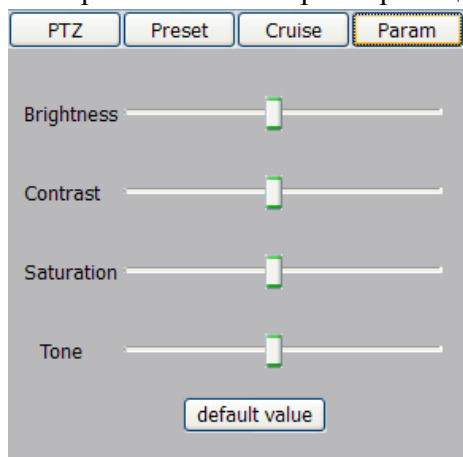 PTZ Preset Cruise Param
Brightness
Contrast
Saturation
Tone
default value